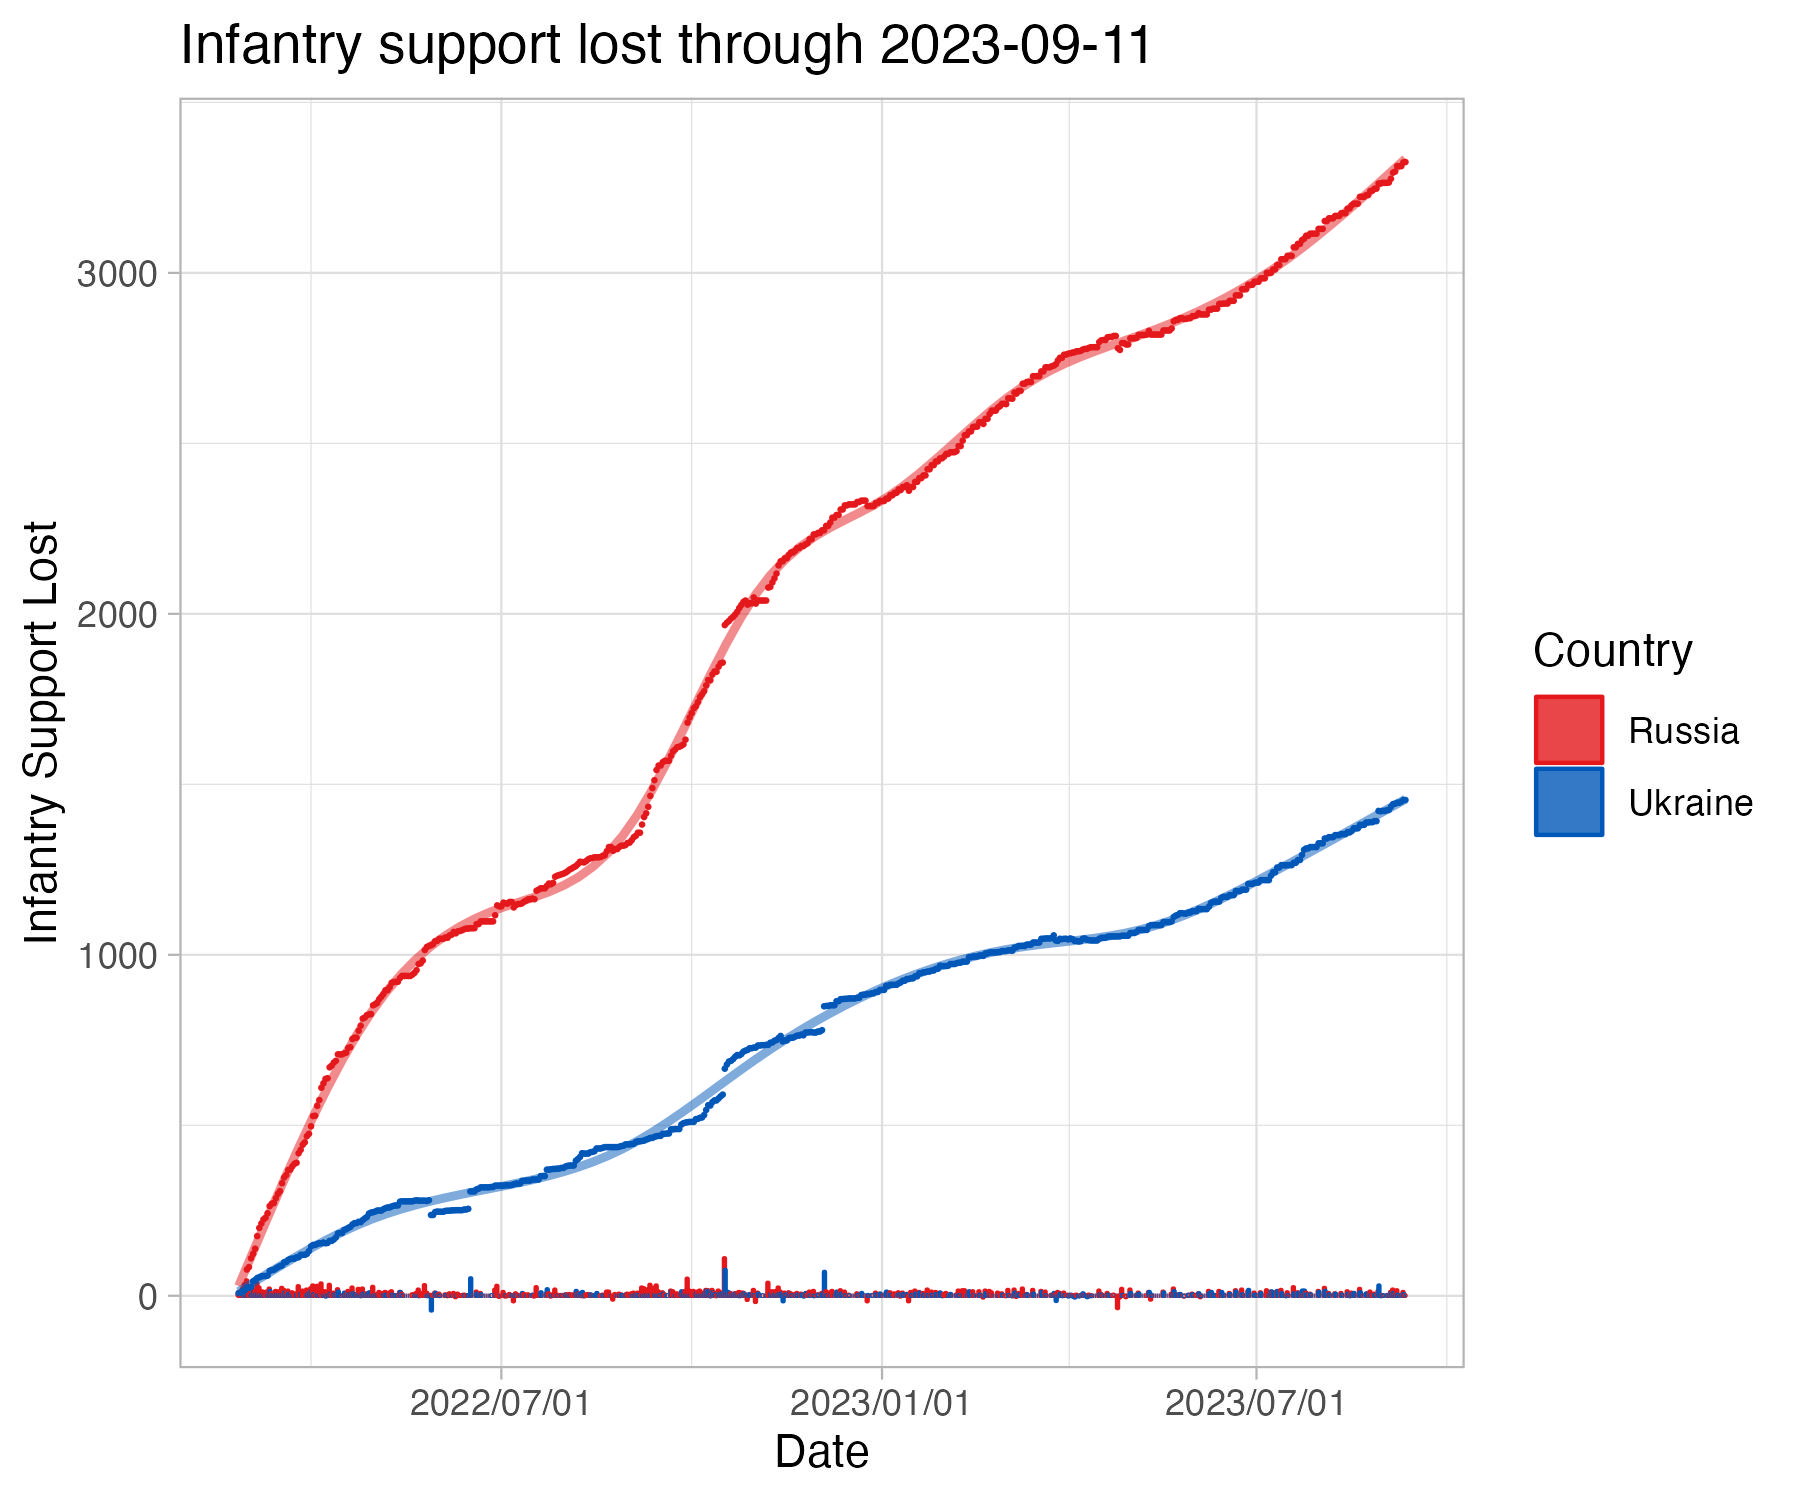 Infantry support lost through 2023-09-11
Infantry Support Lost
3000
2000
1000
0
2022/07/01
2023/01/01
2023/07/01
Date
Country
Russia
Ukraine